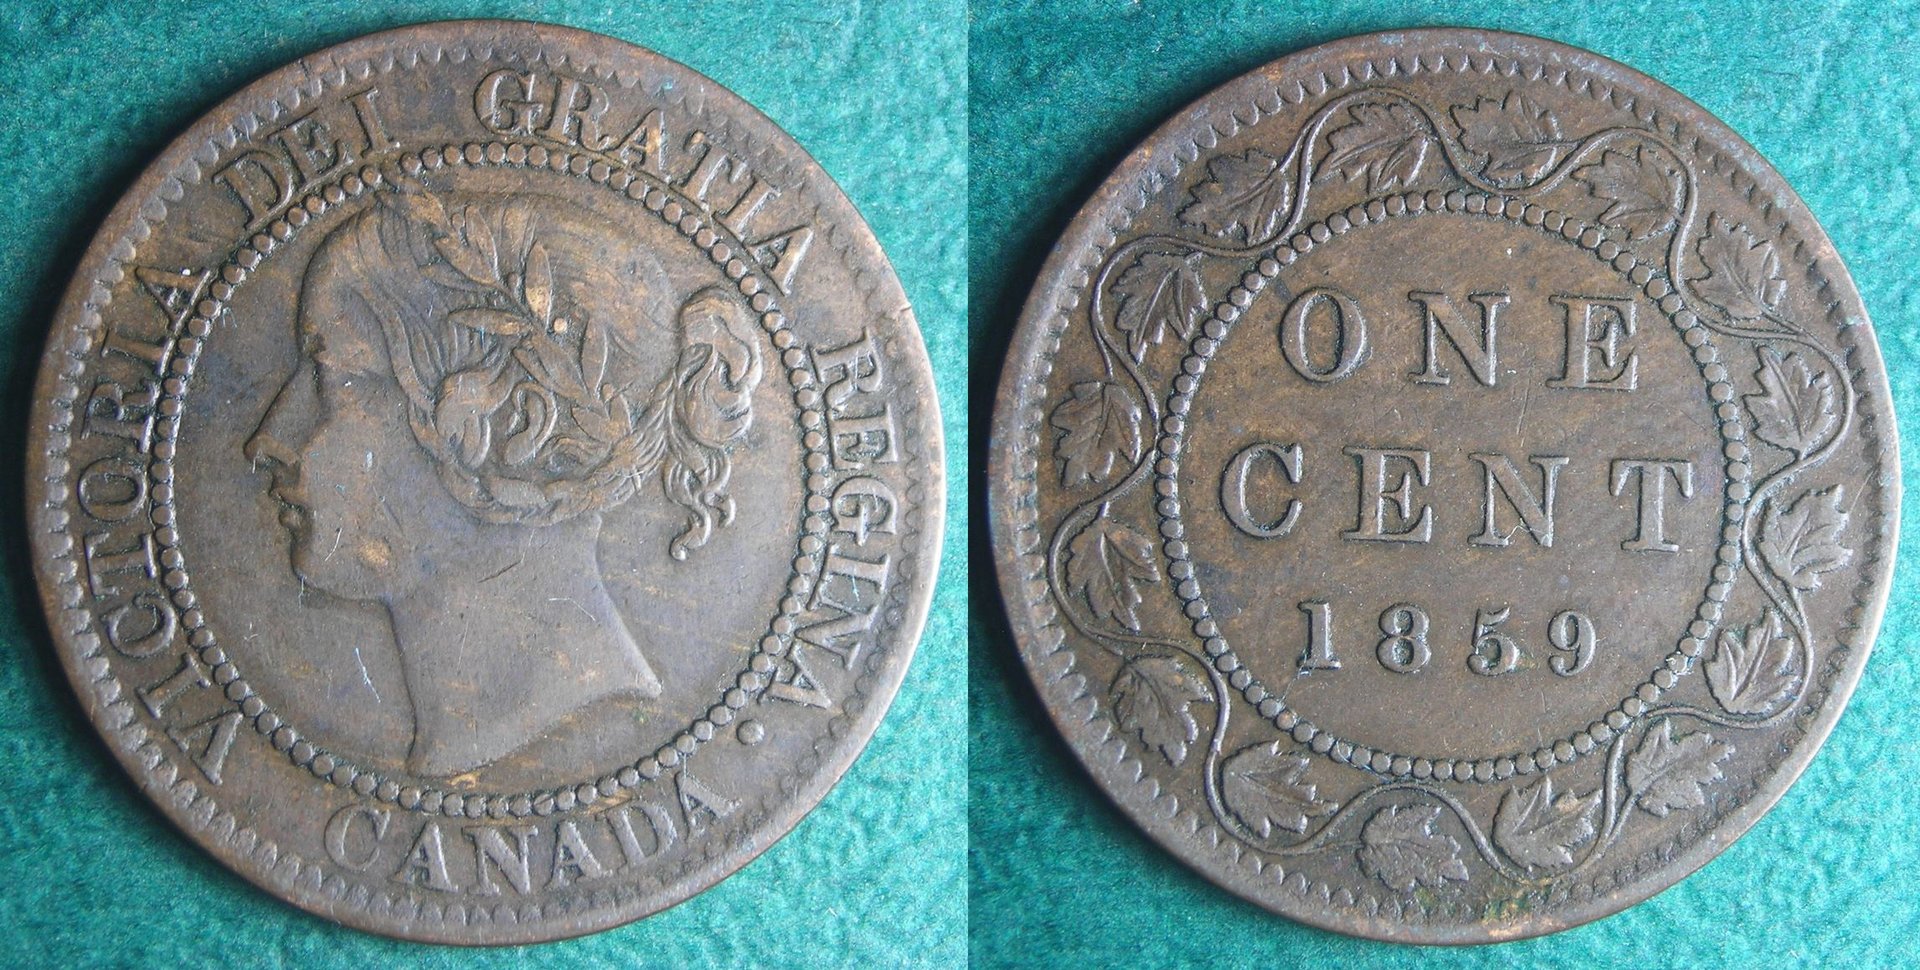 VICTORIA DEI GRATIA REGINA.
CANADA
ONE
CENT
1859